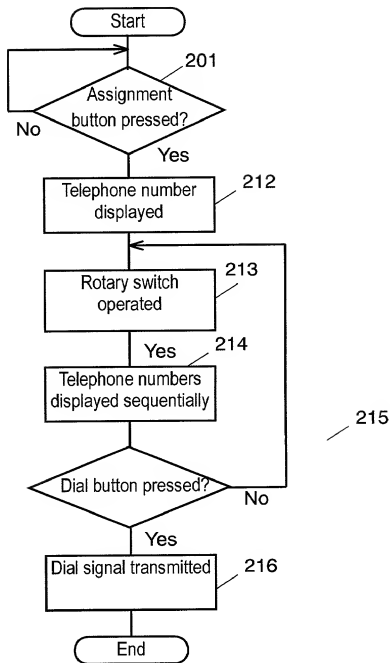 Start
201
Assignment
button pressed?
No
Yes
Telephone number
displayed
212
Rotary switch
operated
213
Yes
214
Telephone numbers
displayed sequentially
215
Dial button pressed?
No
Yes
Dial signal transmitted
216
End